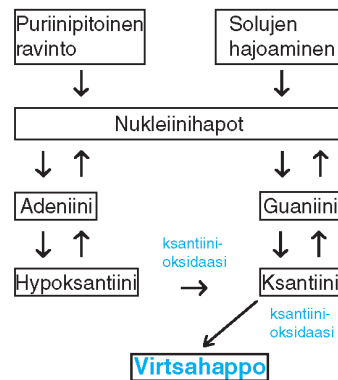 Puriinipitoinen
ravinto
Solujen
hajoaminen
Nukleiinihapot
Adeniini
Guaniini
ksantiini-
oksidaasi
Hypoksantiini
Ksantiini
ksantiini-
oksidaasi
Virtsahappo